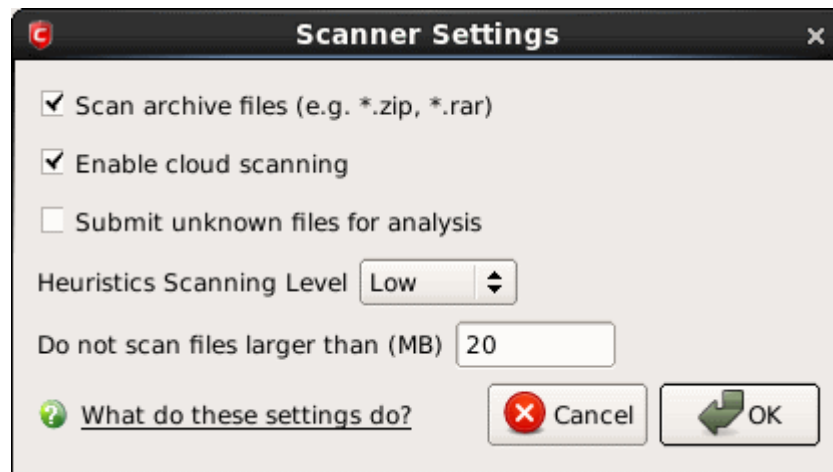 Scanner Settings
Scan archive files (e.g. *.zip, *.rar)
Enable cloud scanning
Submit unknown files for analysis
Heuristics Scanning Level Low
Do not scan files larger than (MB) 20
What do these settings do? Cancel OK